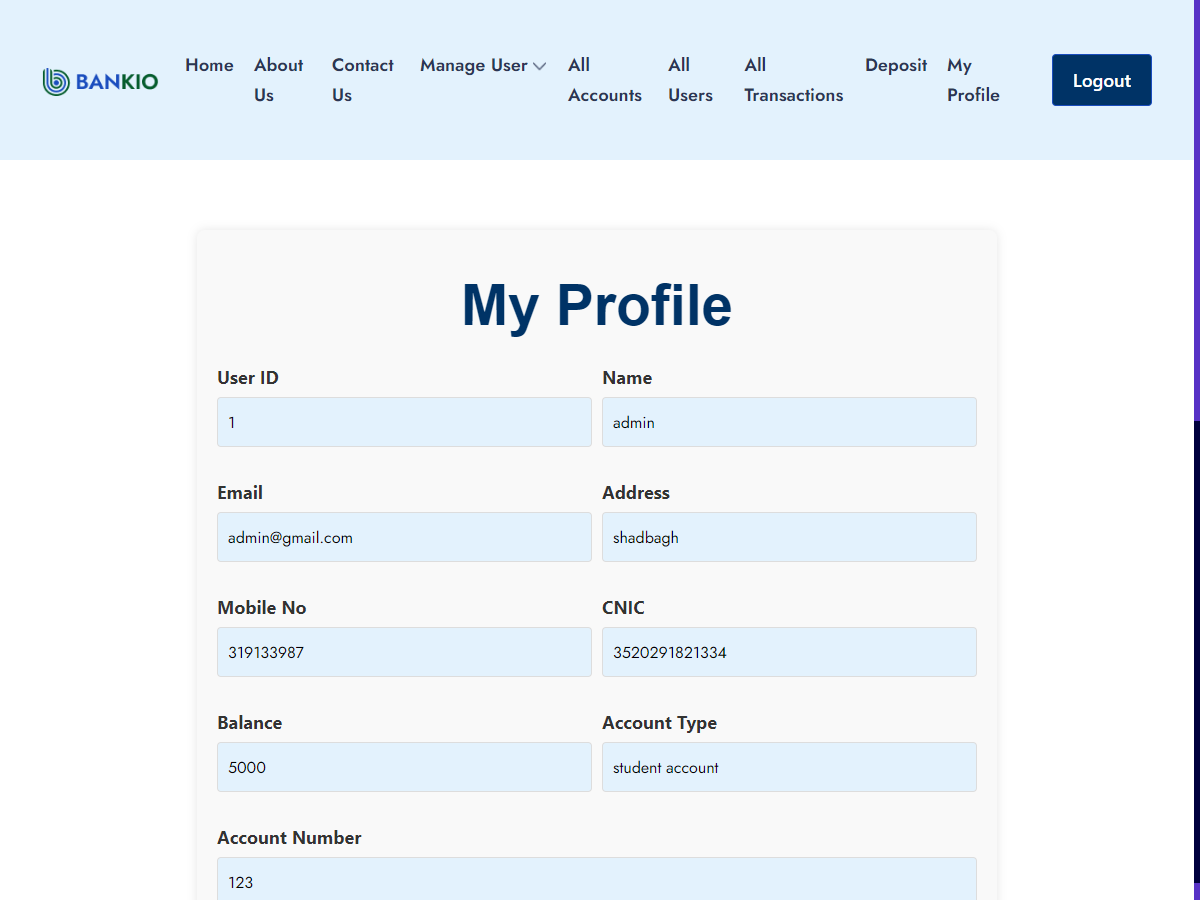 BANKIO
Home
About Us
Contact Us
Manage User
All Accounts
All Users
All Transactions
Deposit
My Profile
Logout
My Profile
User ID
Name
1
admin
Email
Address
admin@gmail.com
shadbagh
Mobile No
CNIC
319133987
3520291821334
Balance
Account Type
5000
student account
Account Number
123